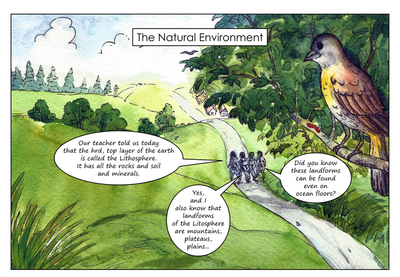 The Natural Environment
Our teacher told us today
that the hrd, top layer of the earth
is called the Lithosphere.
It has all the rocks and soil
and minerals.
Yes,
and I
also know that
landforms
of the Litosphere
are mountains,
plateaus,
plains...
Did you know
these landforms
can be found
even on
ocean floors?